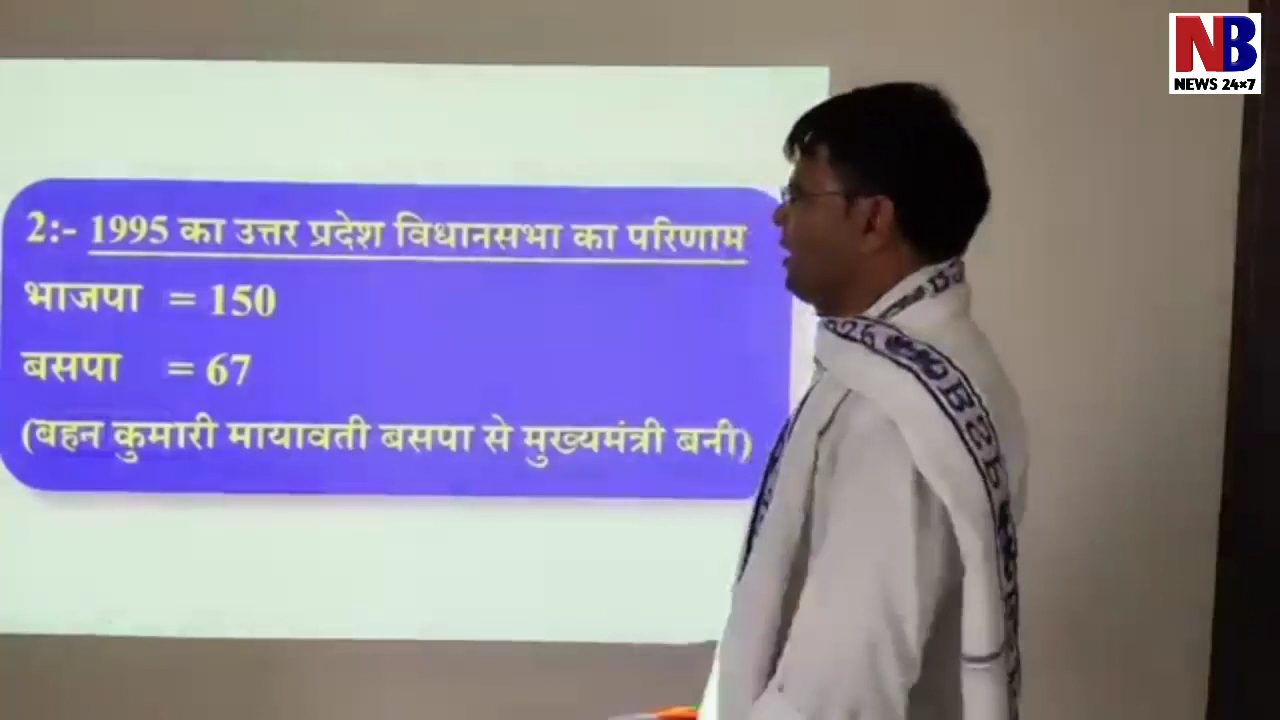 NB
NEWS 24×7
2:- 1995 का उत्तर प्रदेश विधानसभा का परिणाम
भाजपा = 150
बसपा = 67
(बहन कुमारी मायावती बसपा से मुख्यमंत्री बनी)